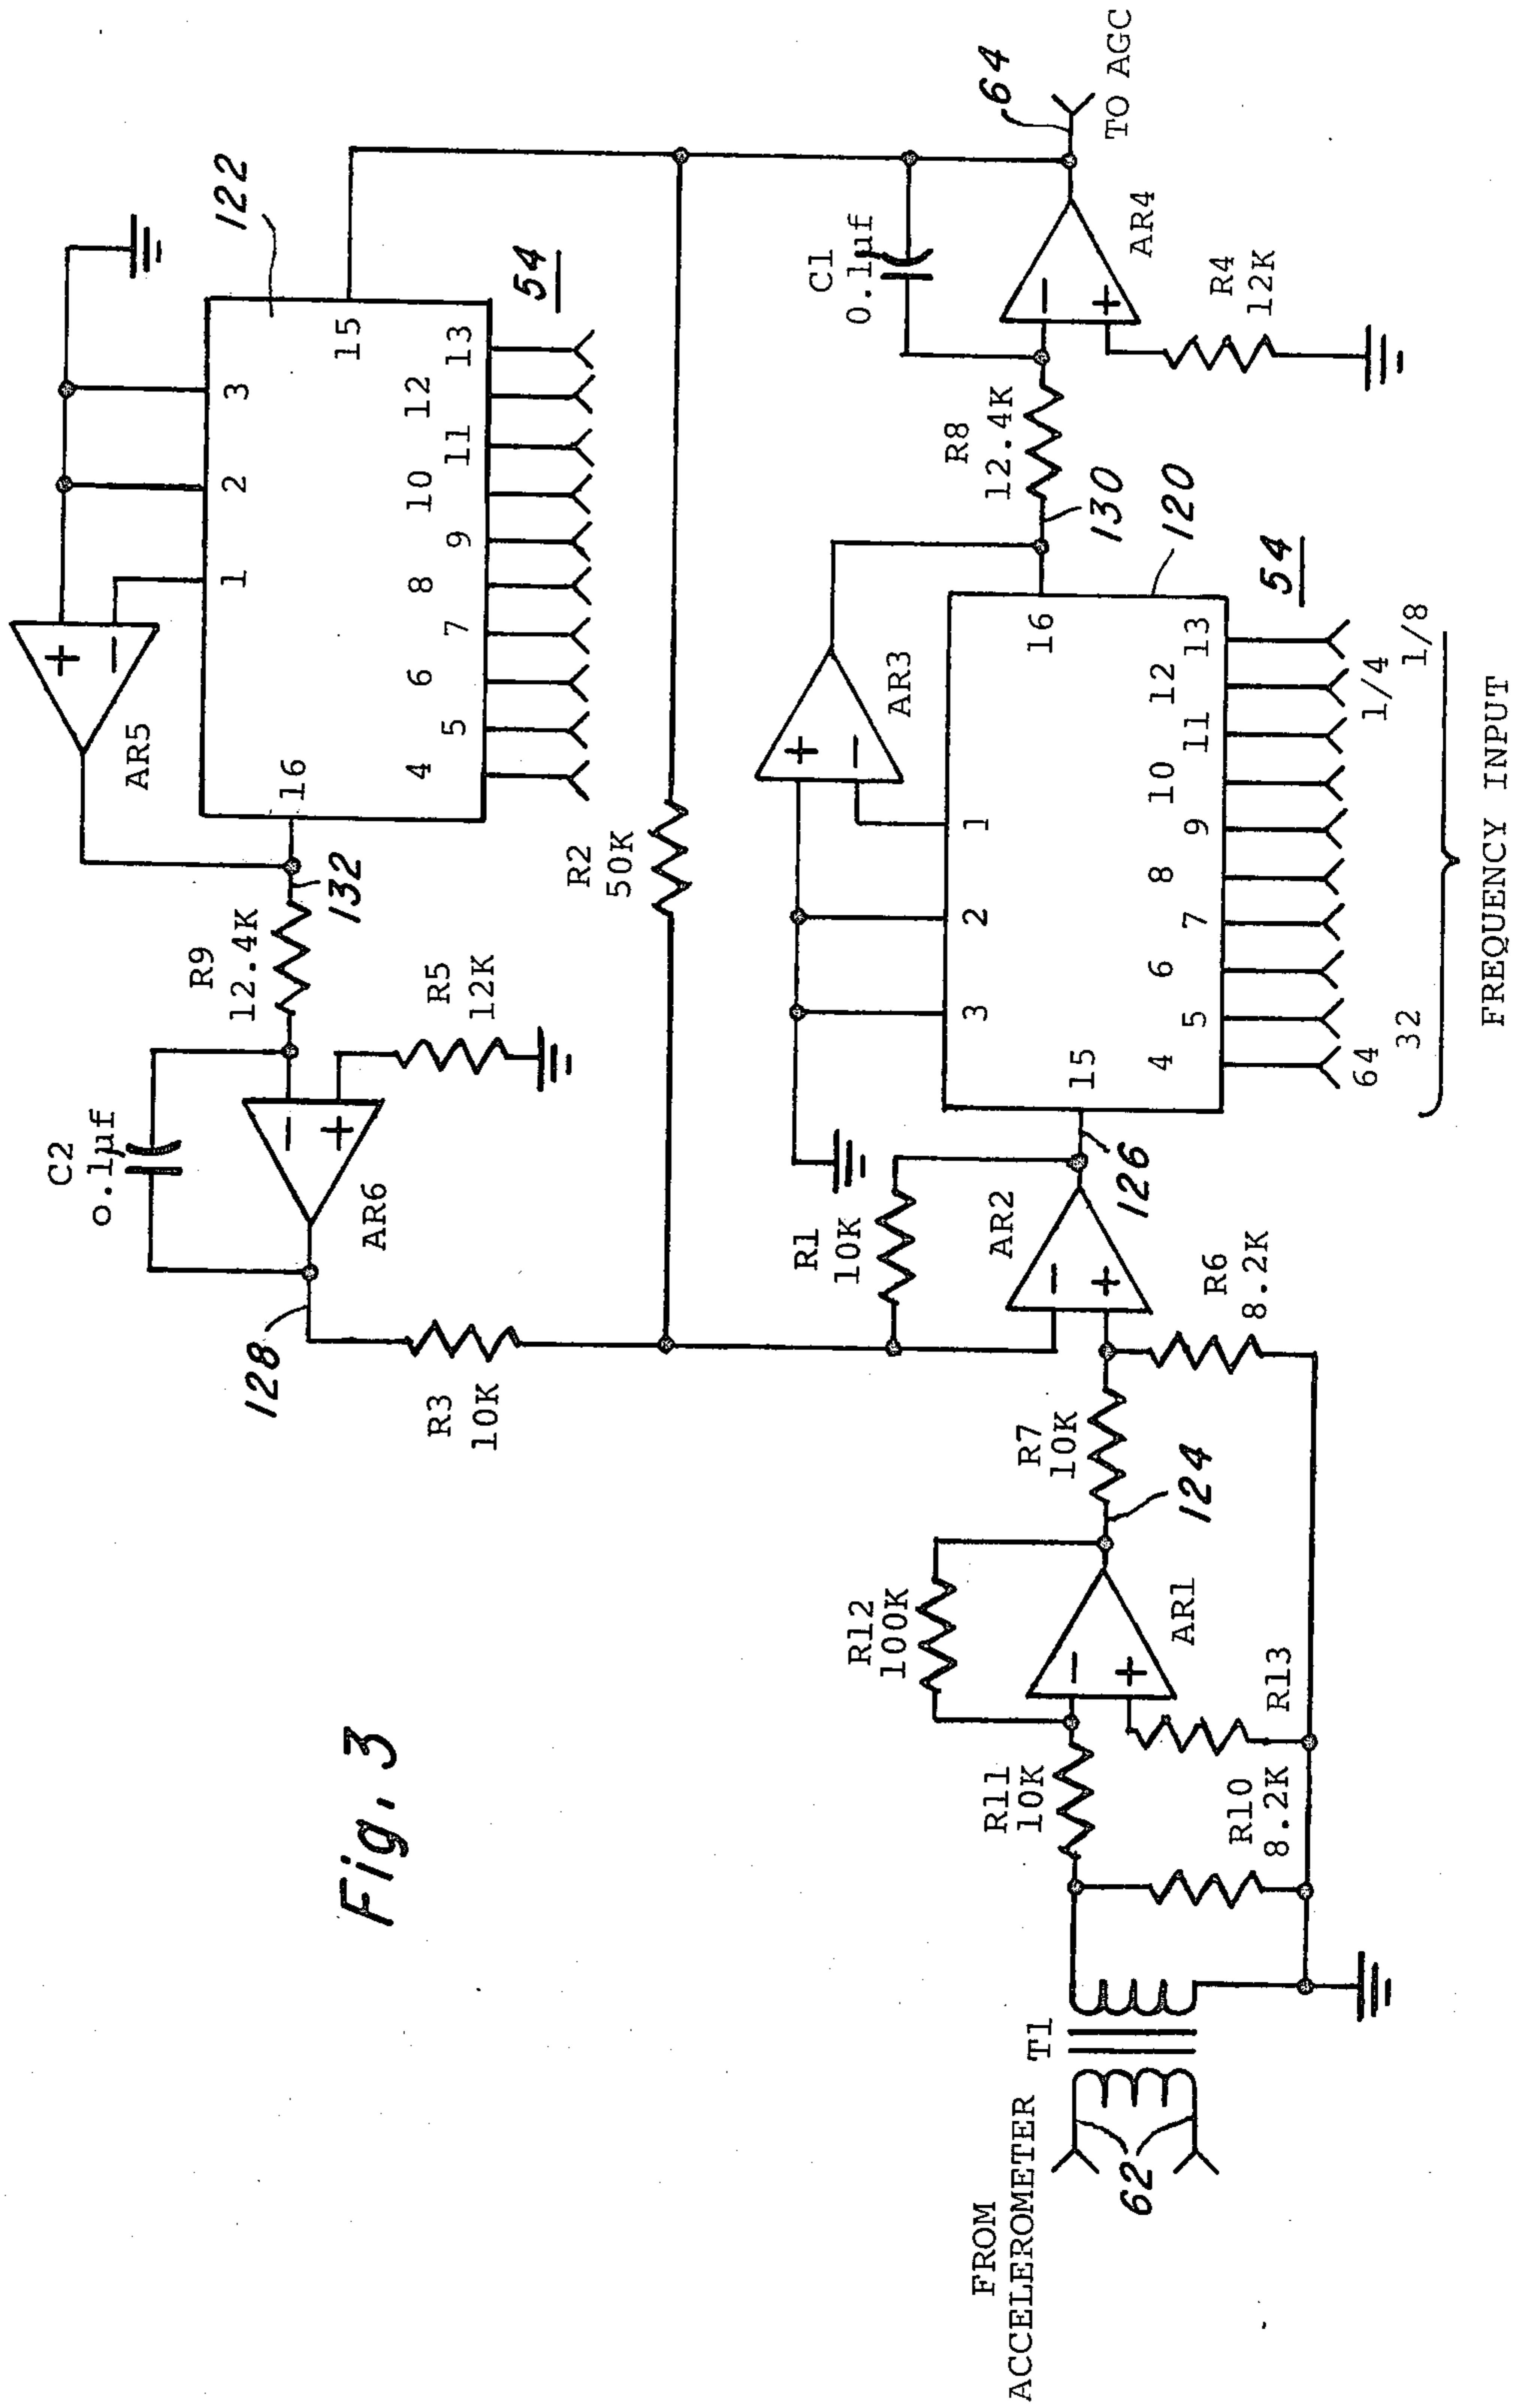 Fig. 3
C2
0.1µf
AR6
128
R3
10K
R9
12.4K
R5
12K
132
AR5
16
1
2
3
15
4
5
6
7
8
9
10
11
12
13
122
54
R2
50K
FROM
ACCELEROMETER
62
T1
R11
10K
R10
8.2K
R12
100K
AR1
R13
124
R7
10K
R6
8.2K
R1
10K
AR2
126
15
3
2
1
16
4
5
6
7
8
9
10
11
12
13
AR3
120
54
64
32
1/4
1/8
FREQUENCY INPUT
130
R8
12.4K
C1
0.1µf
AR4
R4
12K
64
TO AGC